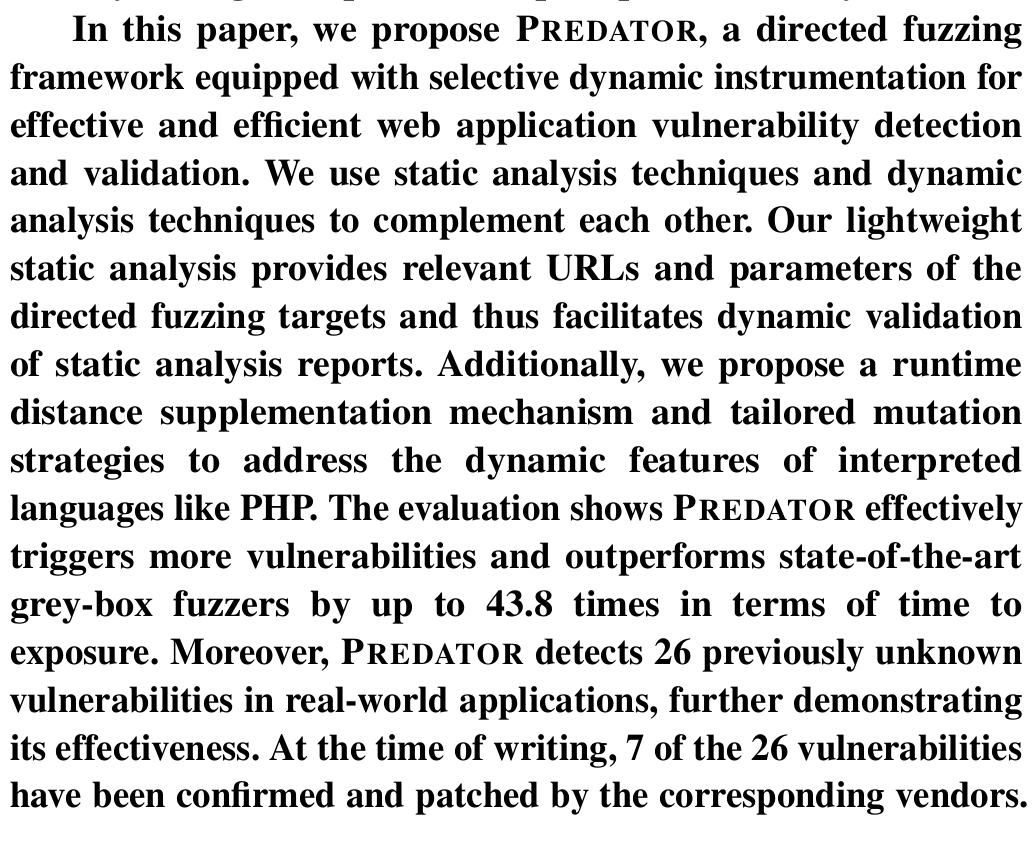 In this paper, we propose PREDATOR, a directed fuzzing
framework equipped with selective dynamic instrumentation for
effective and efficient web application vulnerability detection
and validation. We use static analysis techniques and dynamic
analysis techniques to complement each other. Our lightweight
static analysis provides relevant URLs and parameters of the
directed fuzzing targets and thus facilitates dynamic validation
of static analysis reports. Additionally, we propose a runtime
distance supplementation mechanism and tailored mutation
strategies to address the dynamic features of interpreted
languages like PHP. The evaluation shows PREDATOR effectively
triggers more vulnerabilities and outperforms state-of-the-art
grey-box fuzzers by up to 43.8 times in terms of time to
exposure. Moreover, PREDATOR detects 26 previously unknown
vulnerabilities in real-world applications, further demonstrating
its effectiveness. At the time of writing, 7 of the 26 vulnerabilities
have been confirmed and patched by the corresponding vendors.